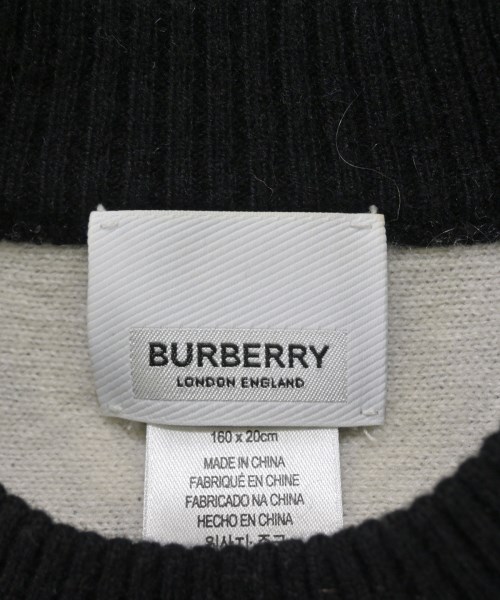 BURBERRY
LONDON ENGLAND
160 x 20cm
MADE IN CHINA
FABRIQUÉ EN CHINE
FABRICADO NA CHINA
HECHO EN CHINA